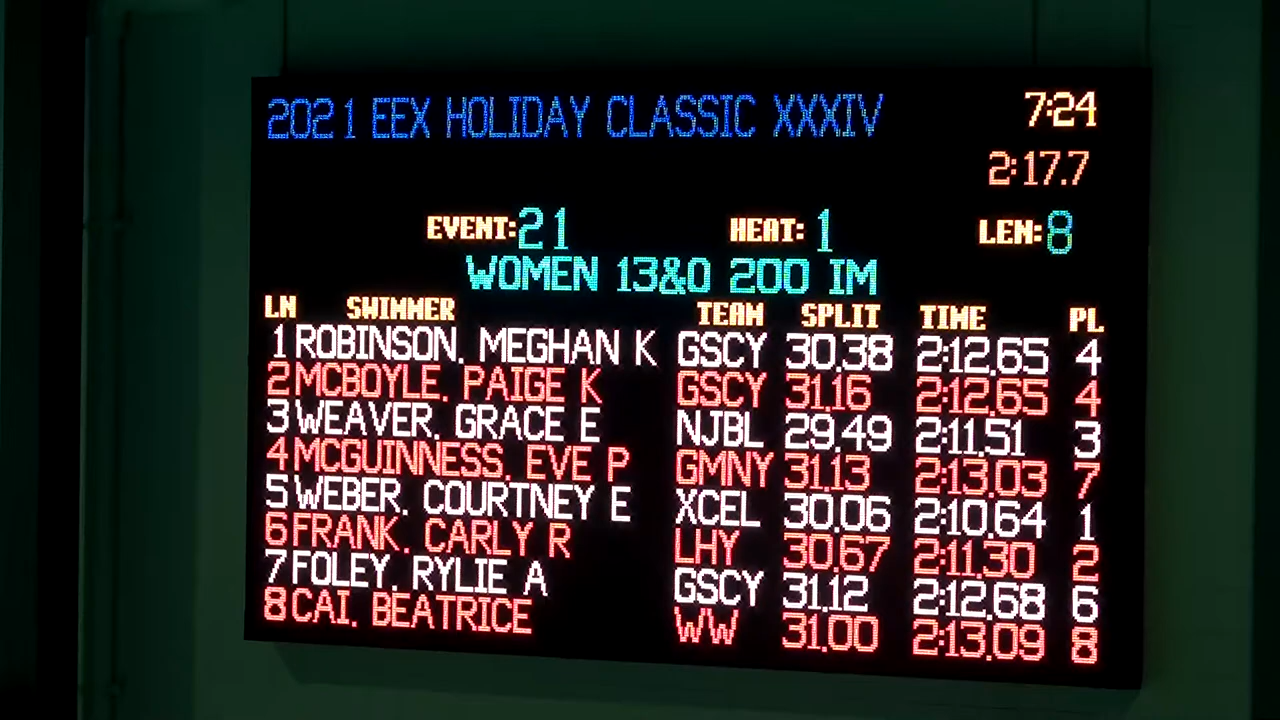 2021 EEX HOLIDAY CLASSIC XXXIV 7:24
2:17.7
EVENT:21 HEAT: 1 LEN:8
WOMEN 13&O 200 IM
LN SWIMMER TEAM SPLIT TIME PL
1 ROBINSON, MEGHAN K GSCY 30.38 2:12.65 4
2 MCBOYLE, PAIGE K GSCY 31.16 2:12.65 4
3 WEAVER, GRACE E NJBL 29.49 2:11.51 3
4 MCGUINNESS, EVE P GMNY 31.13 2:13.03 7
5 WEBER, COURTNEY E XCEL 30.06 2:10.64 1
6 FRANK, CARLY R LHY 30.67 2:11.30 2
7 FOLEY, RYLIE A GSCY 31.12 2:12.68 6
8 CAI, BEATRICE WW 31.00 2:13.09 8